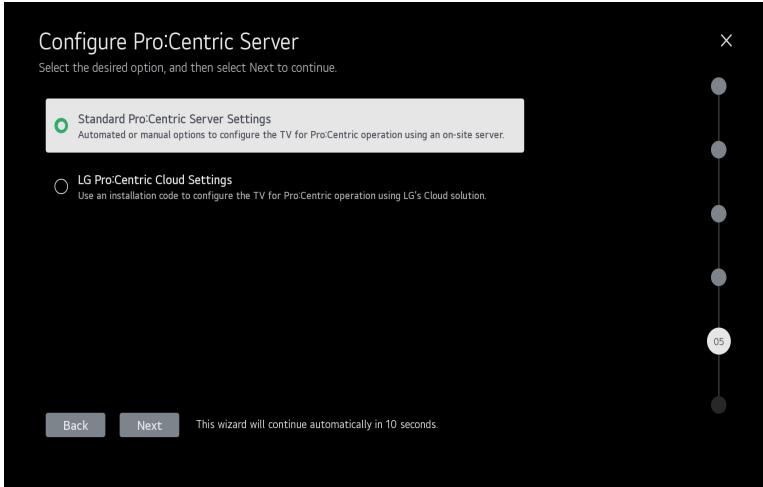 Configure Pro:Centric Server
Select the desired option, and then select Next to continue.
Standard Pro:Centric Server Settings
Automated or manual options to configure the TV for Pro:Centric operation using an on-site server.
LG Pro:Centric Cloud Settings
Use an installation code to configure the TV for Pro:Centric operation using LG's Cloud solution.
05
Back Next This wizard will continue automatically in 10 seconds.